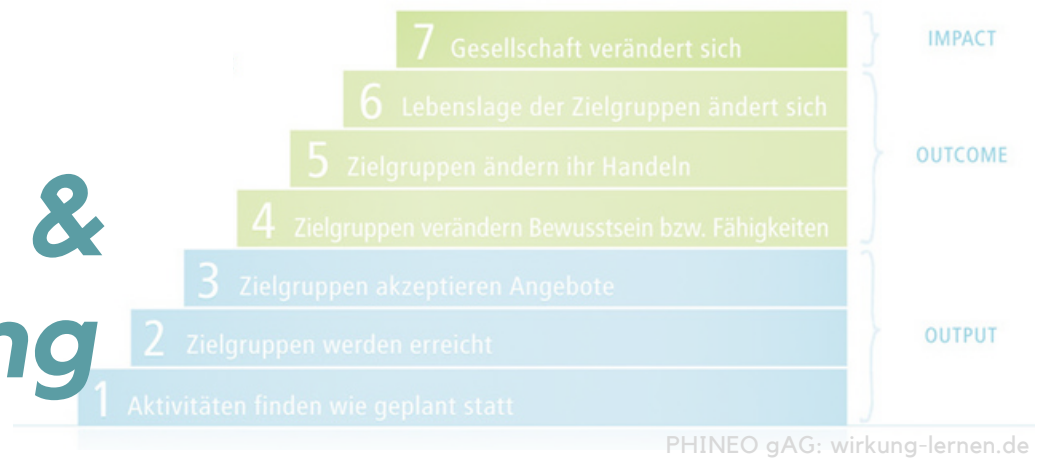 7 Gesellschaft verändert sich
IMPACT
6 Lebenslage der Zielgruppen ändert sich
5 Zielgruppen ändern ihr Handeln
OUTCOME
4 Zielgruppen verändern Bewusstsein bzw. Fähigkeiten
&
3 Zielgruppen akzeptieren Angebote
2 Zielgruppen werden erreicht
OUTPUT
ng
1 Aktivitäten finden wie geplant statt
PHINEO gAG: wirkung-lernen.de